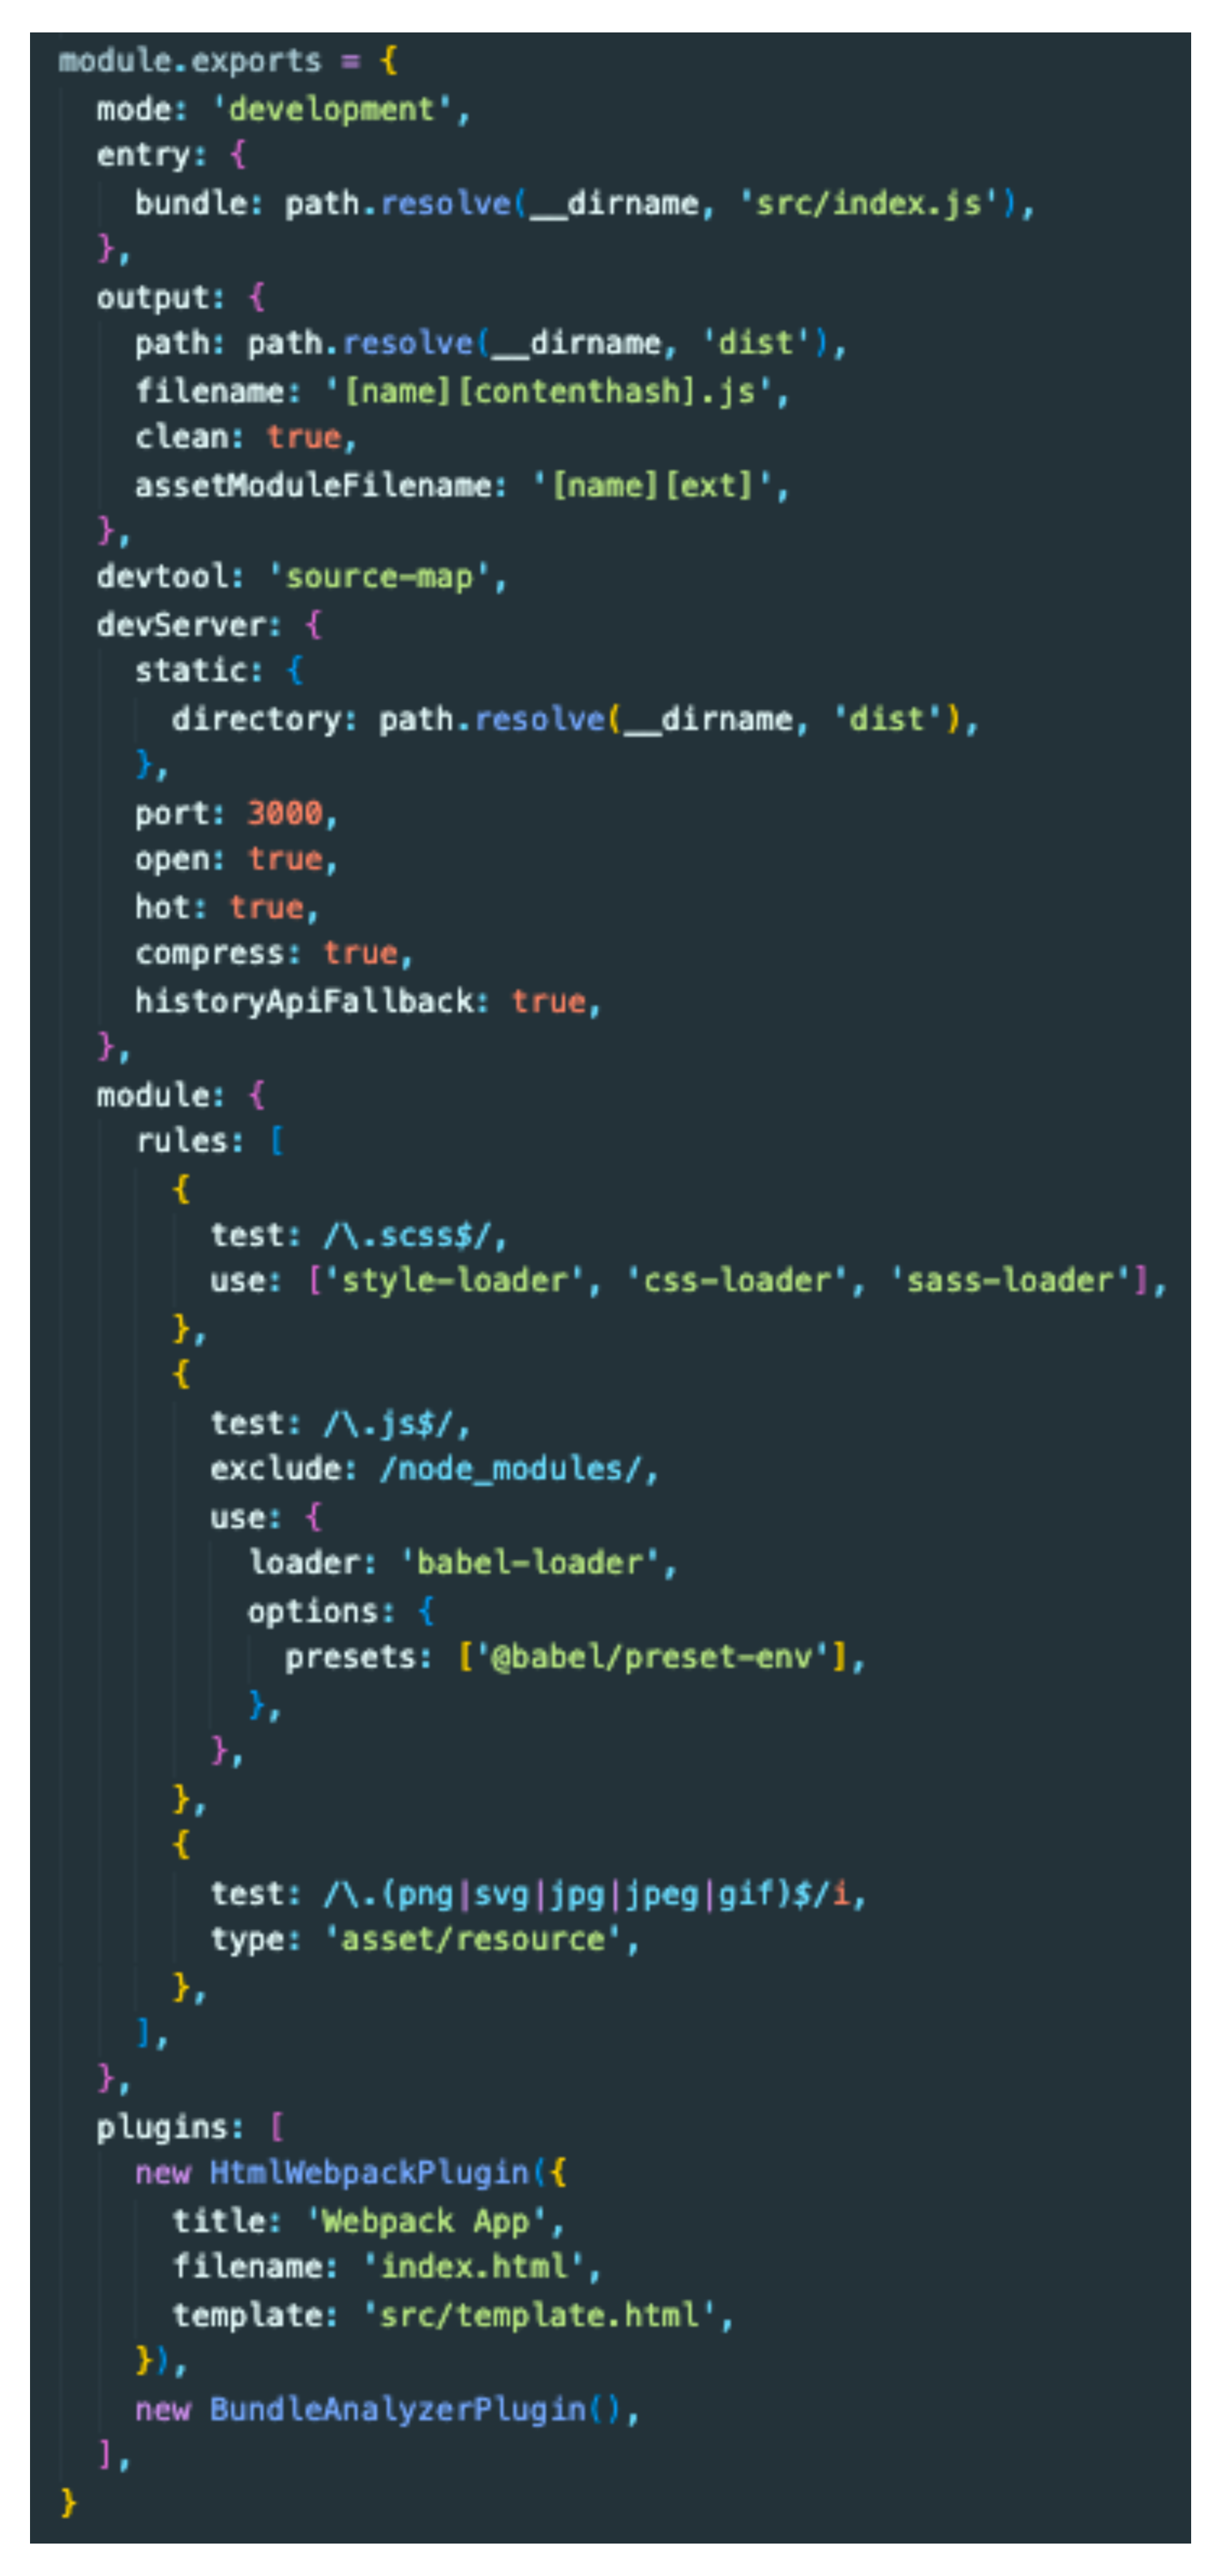 module.exports = {
  mode: 'development',
  entry: {
    bundle: path.resolve(__dirname, 'src/index.js'),
  },
  output: {
    path: path.resolve(__dirname, 'dist'),
    filename: '[name][contenthash].js',
    clean: true,
    assetModuleFilename: '[name][ext]',
  },
  devtool: 'source-map',
  devServer: {
    static: {
      directory: path.resolve(__dirname, 'dist'),
    },
    port: 3000,
    open: true,
    hot: true,
    compress: true,
    historyApiFallback: true,
  },
  module: {
    rules: [
      {
        test: /\.scss$/,
        use: ['style-loader', 'css-loader', 'sass-loader'],
      },
      {
        test: /\.js$/,
        exclude: /node_modules/,
        use: {
          loader: 'babel-loader',
          options: {
            presets: ['@babel/preset-env'],
          },
        },
      },
      {
        test: /\.(png|svg|jpg|jpeg|gif)$/i,
        type: 'asset/resource',
      },
    ],
  },
  plugins: [
    new HtmlWebpackPlugin({
      title: 'Webpack App',
      filename: 'index.html',
      template: 'src/template.html',
    }),
    new BundleAnalyzerPlugin(),
  ],
}